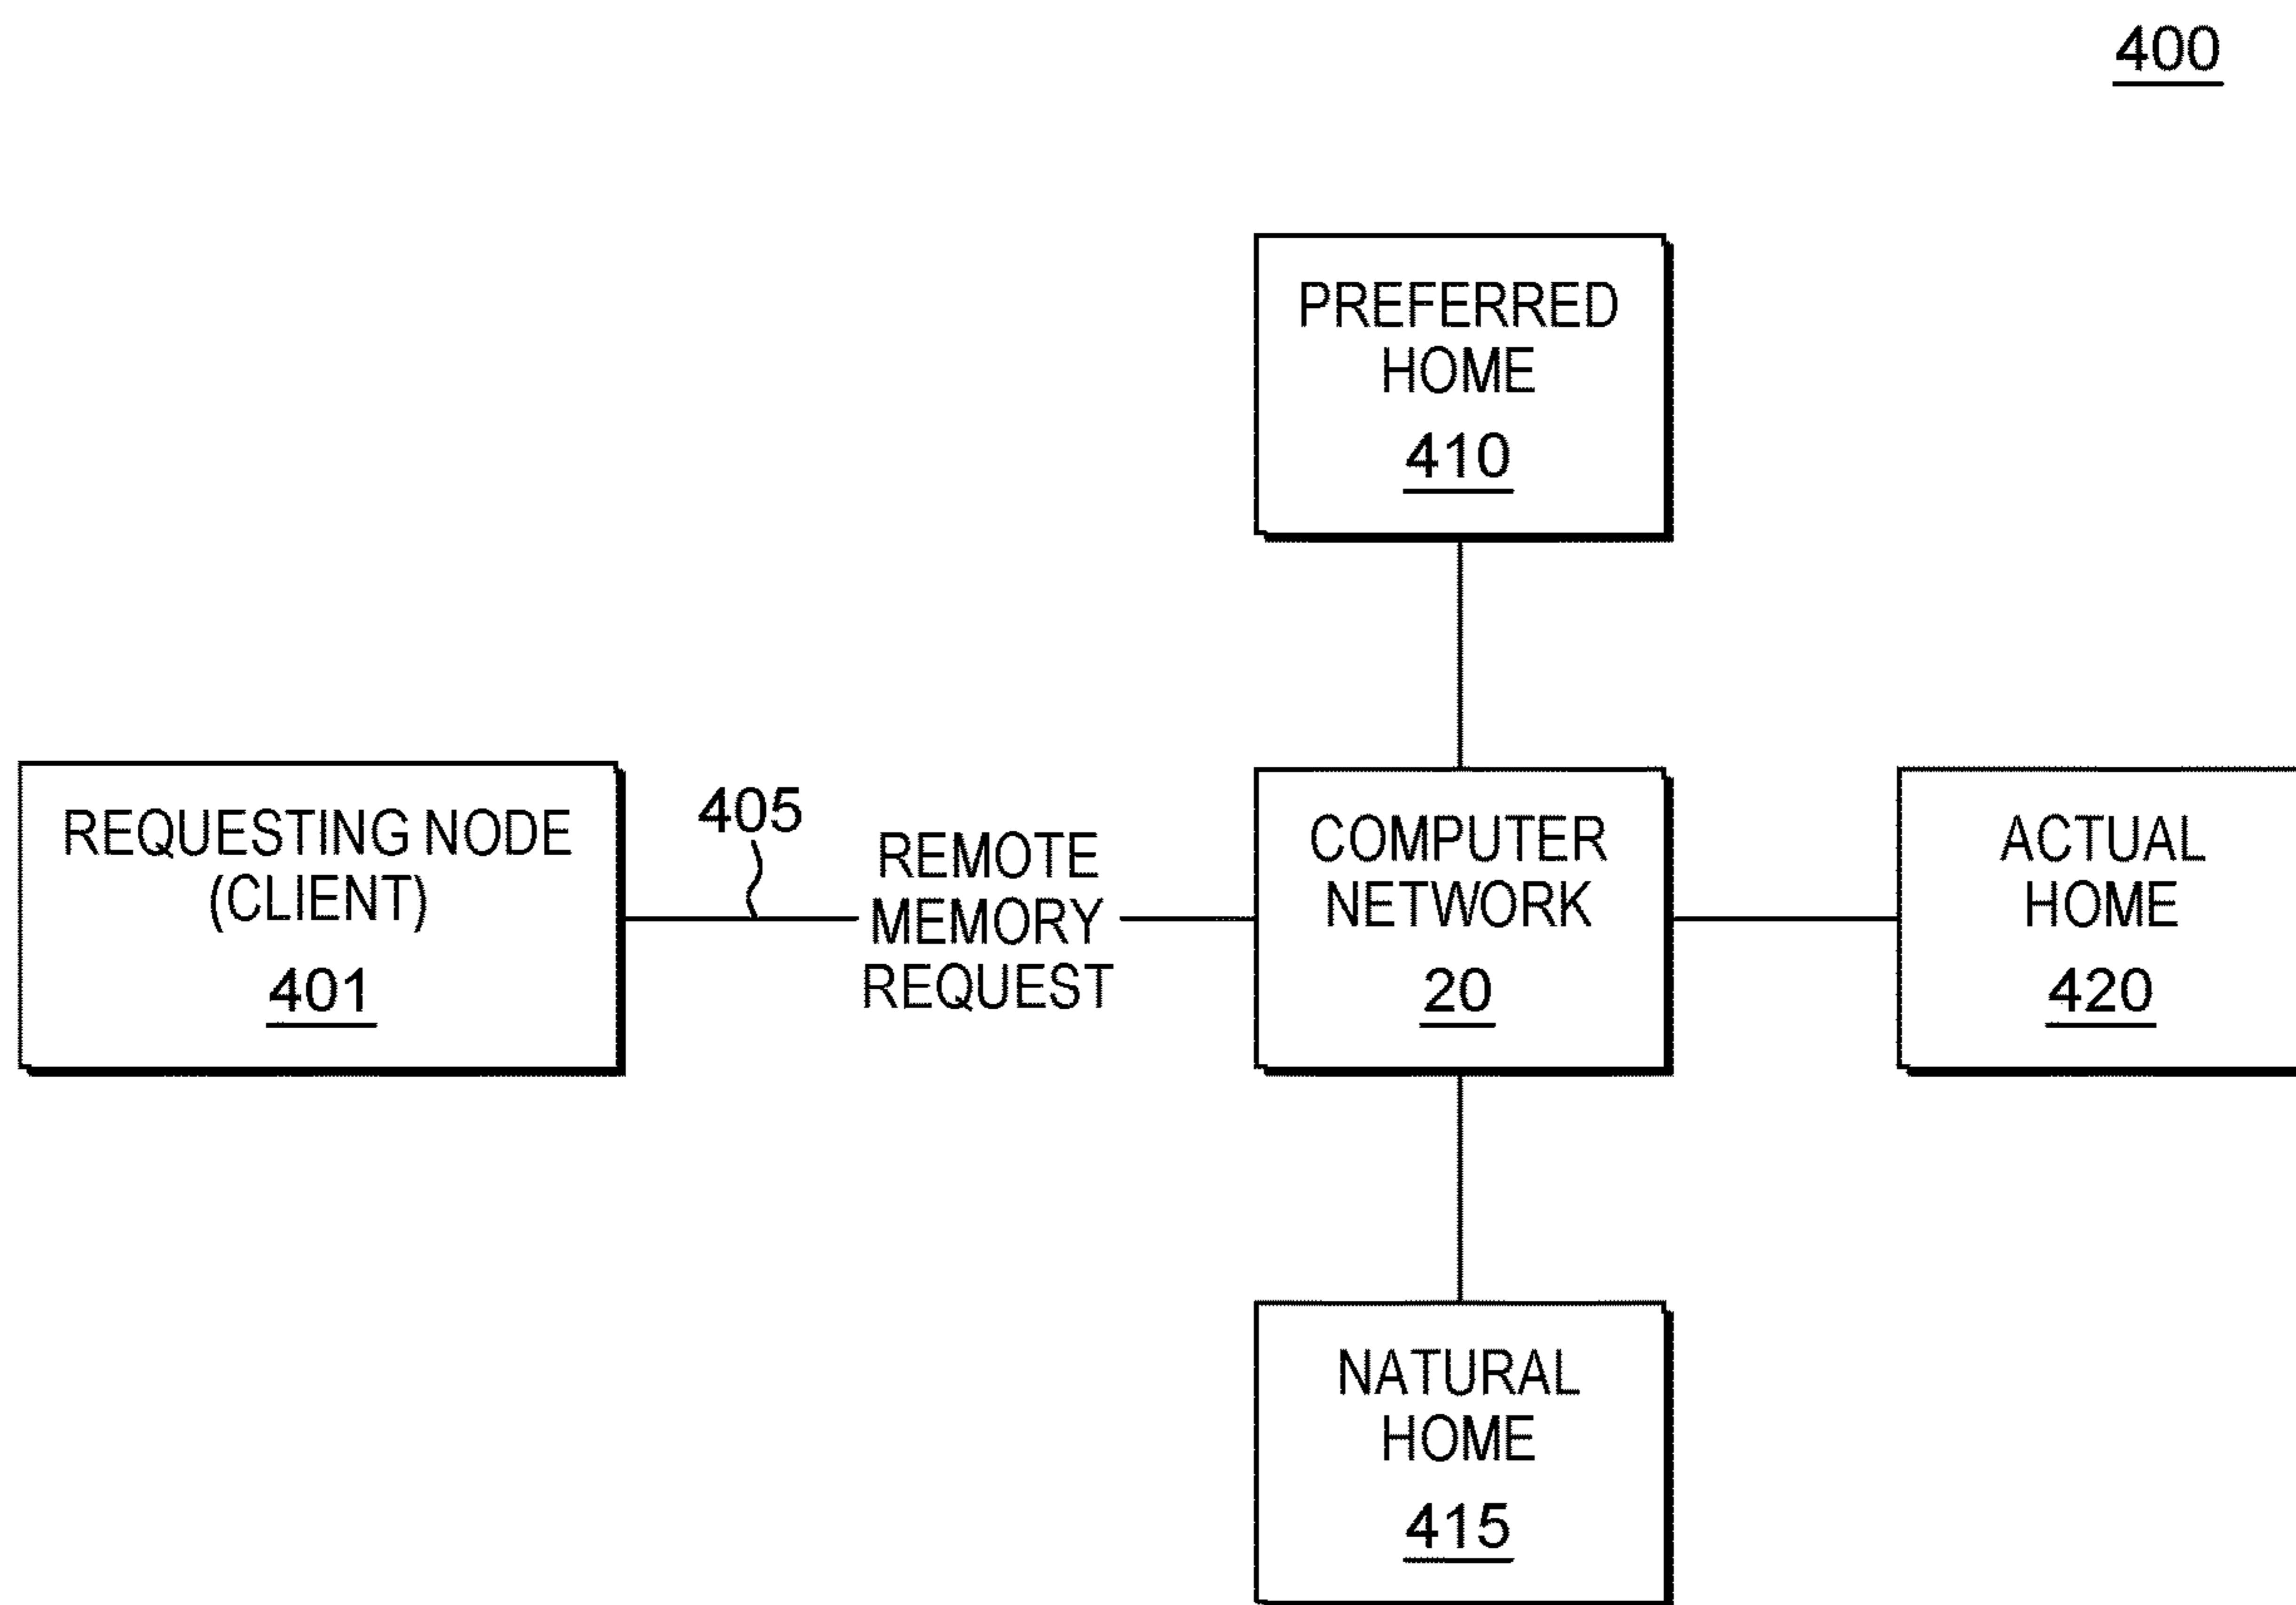 400
PREFERRED
HOME
410
REQUESTING NODE
(CLIENT)
401
405
REMOTE
MEMORY
REQUEST
COMPUTER
NETWORK
20
ACTUAL
HOME
420
NATURAL
HOME
415